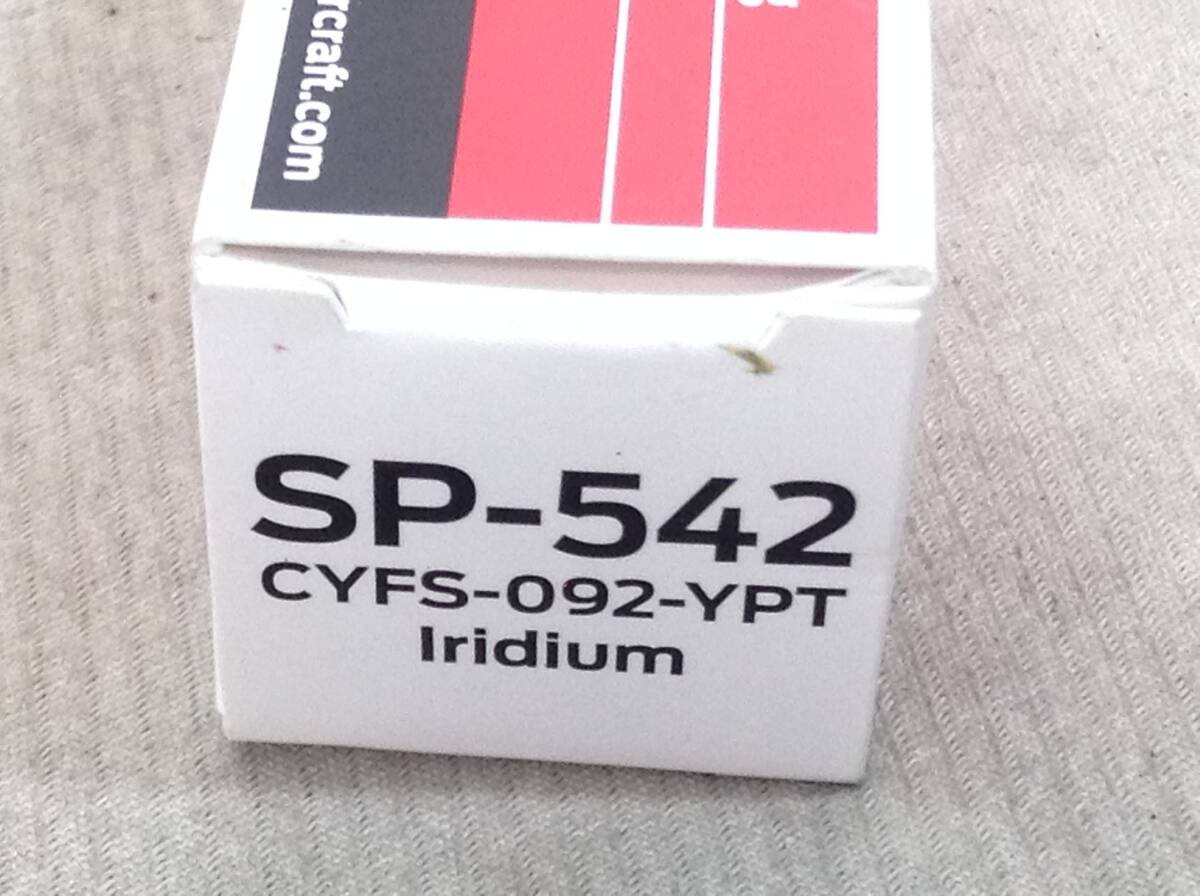 rcraft.com
SP-542
CYFS-092-YPT
Iridium